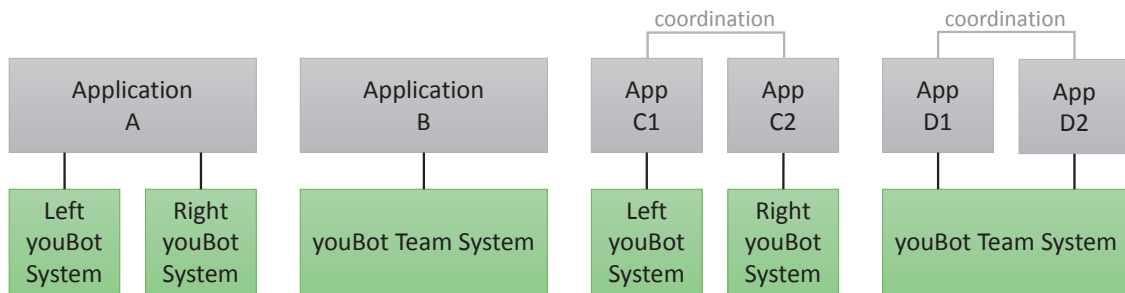 coordination
coordination
Application
A
Application
B
App
C1
App
C2
App
D1
App
D2
Left
youBot
System
Right
youBot
System
youBot Team System
Left
youBot
System
Right
youBot
System
youBot Team System